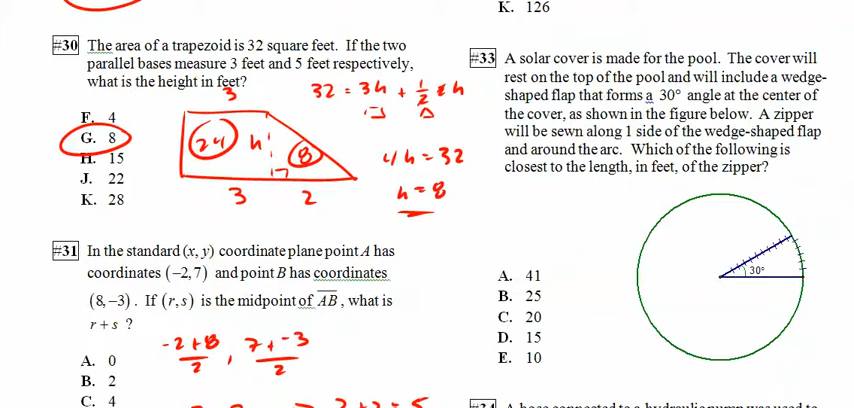 K. 126
#30 The area of a trapezoid is 32 square feet. If the two
parallel bases measure 3 feet and 5 feet respectively,
what is the height in feet?
F. 4
G. 8
H. 15
J. 22
K. 28
3
24
h
8
3
2
32 = 3h + 1/2 2h
4h = 32
h = 8
#31 In the standard (x, y) coordinate plane point A has
coordinates (−2,7) and point B has coordinates
(8,−3). If (r,s) is the midpoint of AB, what is
r+s ?
A. 0
B. 2
C. 4
-2+8/2 , 7+-3/2
#33 A solar cover is made for the pool. The cover will
rest on the top of the pool and will include a wedge-
shaped flap that forms a 30° angle at the center of
the cover, as shown in the figure below. A zipper
will be sewn along 1 side of the wedge-shaped flap
and around the arc. Which of the following is
closest to the length, in feet, of the zipper?
A. 41
B. 25
C. 20
D. 15
E. 10
30°